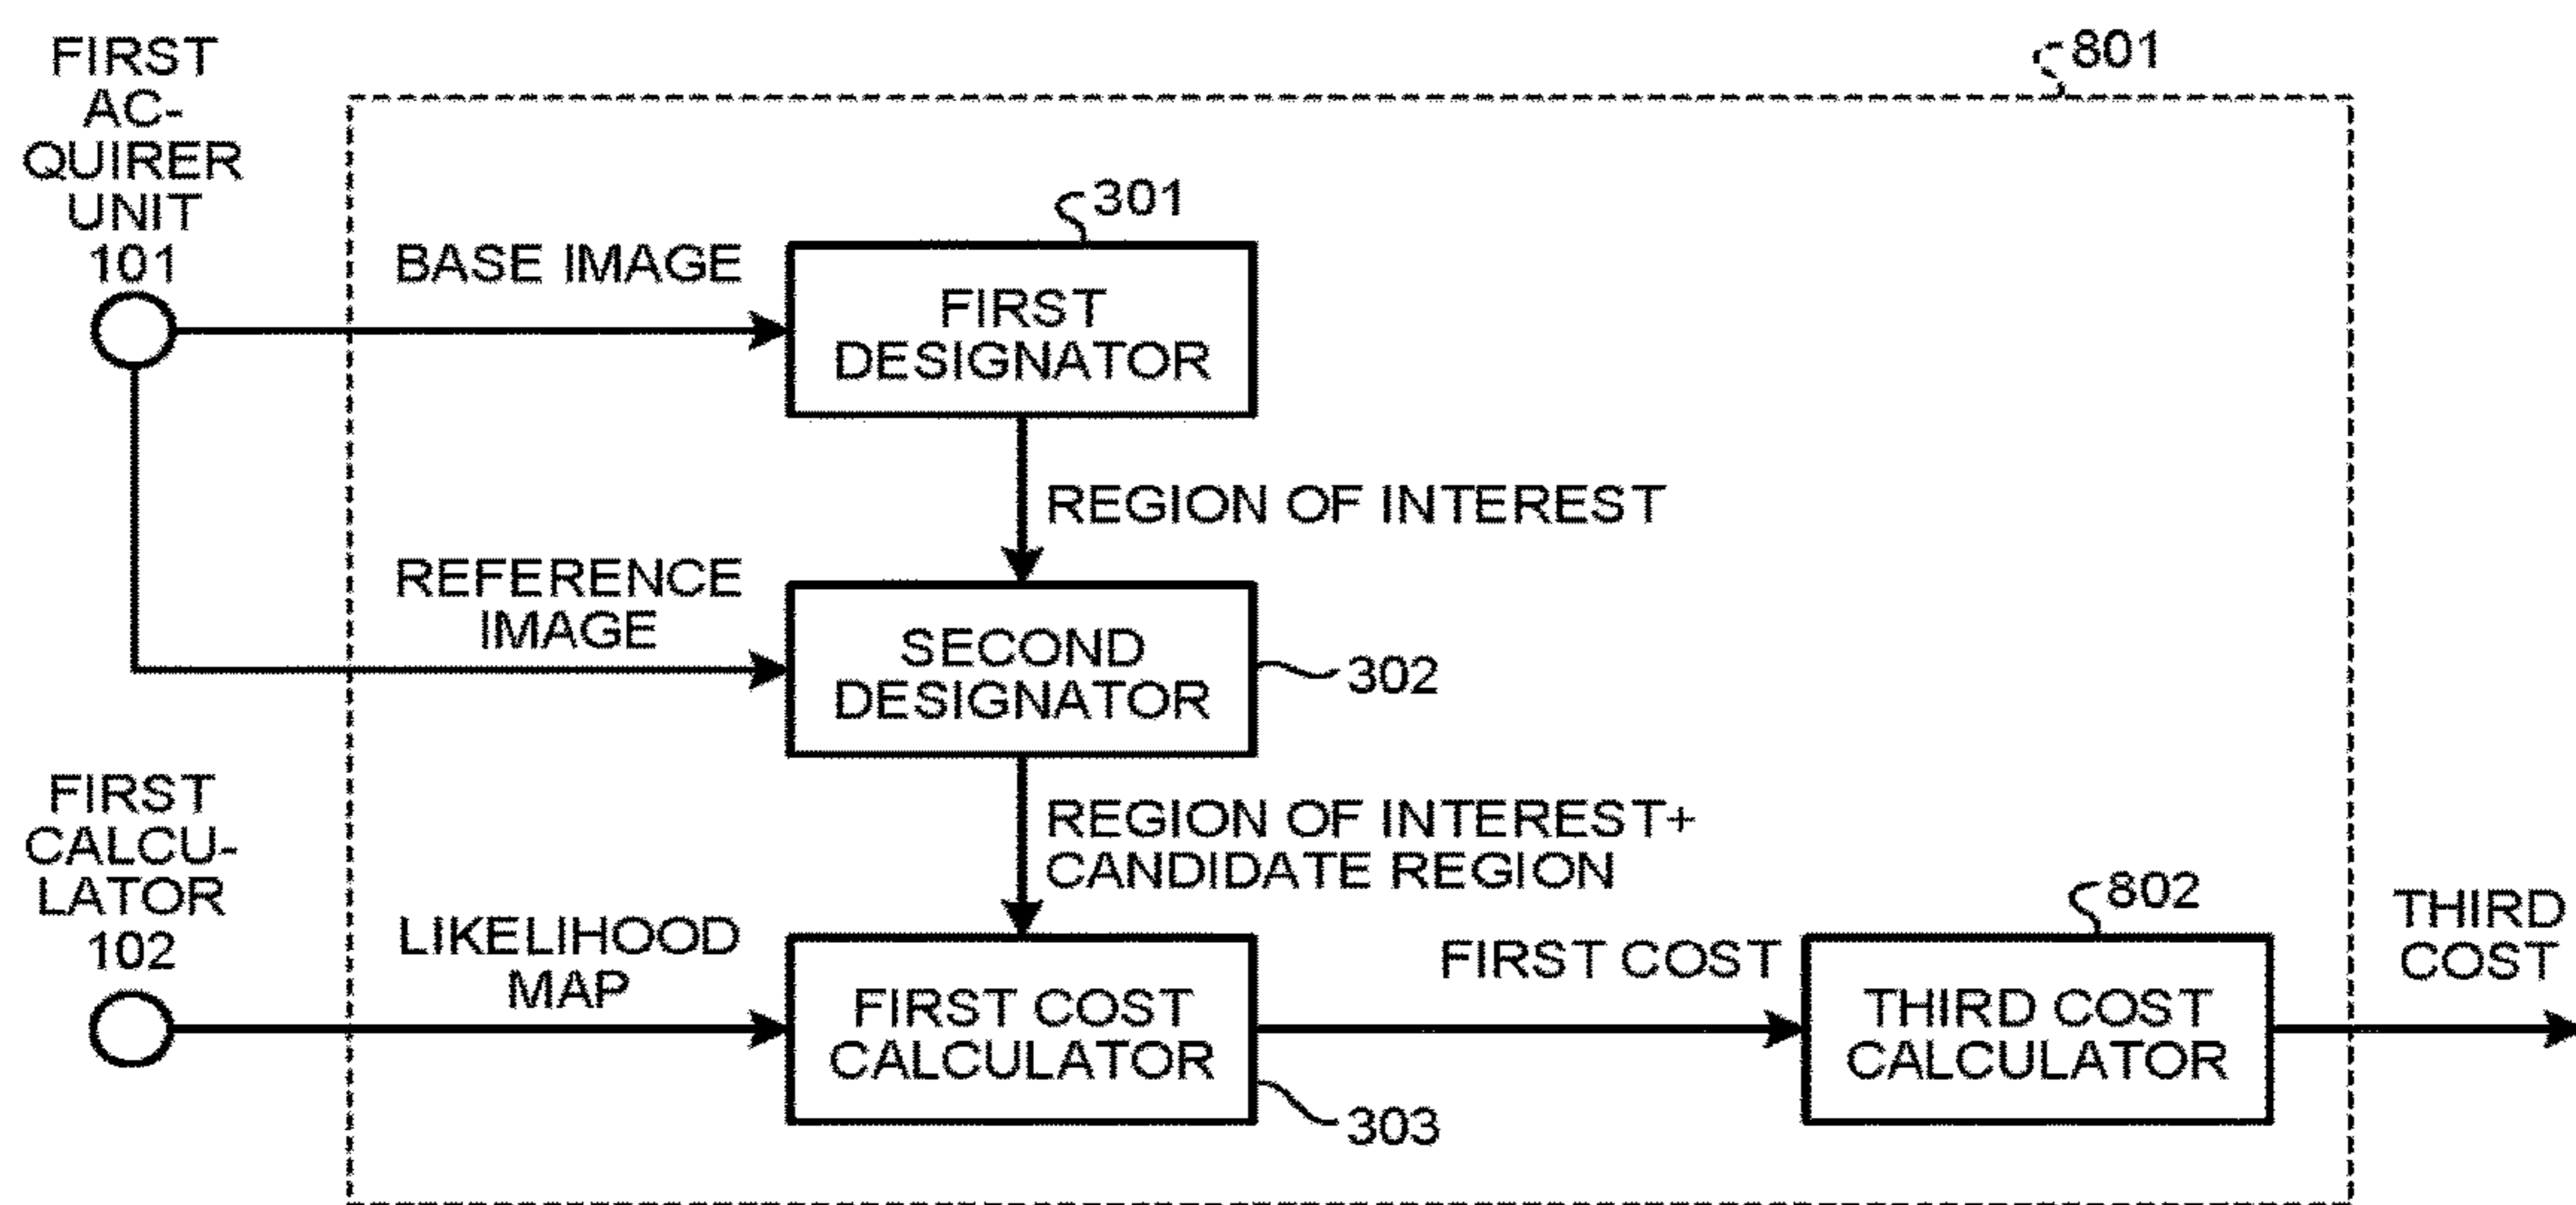 801
FIRST
AC-
QUIRER
UNIT
101
301
BASE IMAGE
FIRST
DESIGNATOR
REGION OF INTEREST
REFERENCE
IMAGE
SECOND
DESIGNATOR
302
FIRST
CALCU-
LATOR
102
REGION OF INTEREST+
CANDIDATE REGION
LIKELIHOOD
MAP
FIRST COST
CALCULATOR
303
FIRST COST
802
THIRD COST
CALCULATOR
THIRD
COST